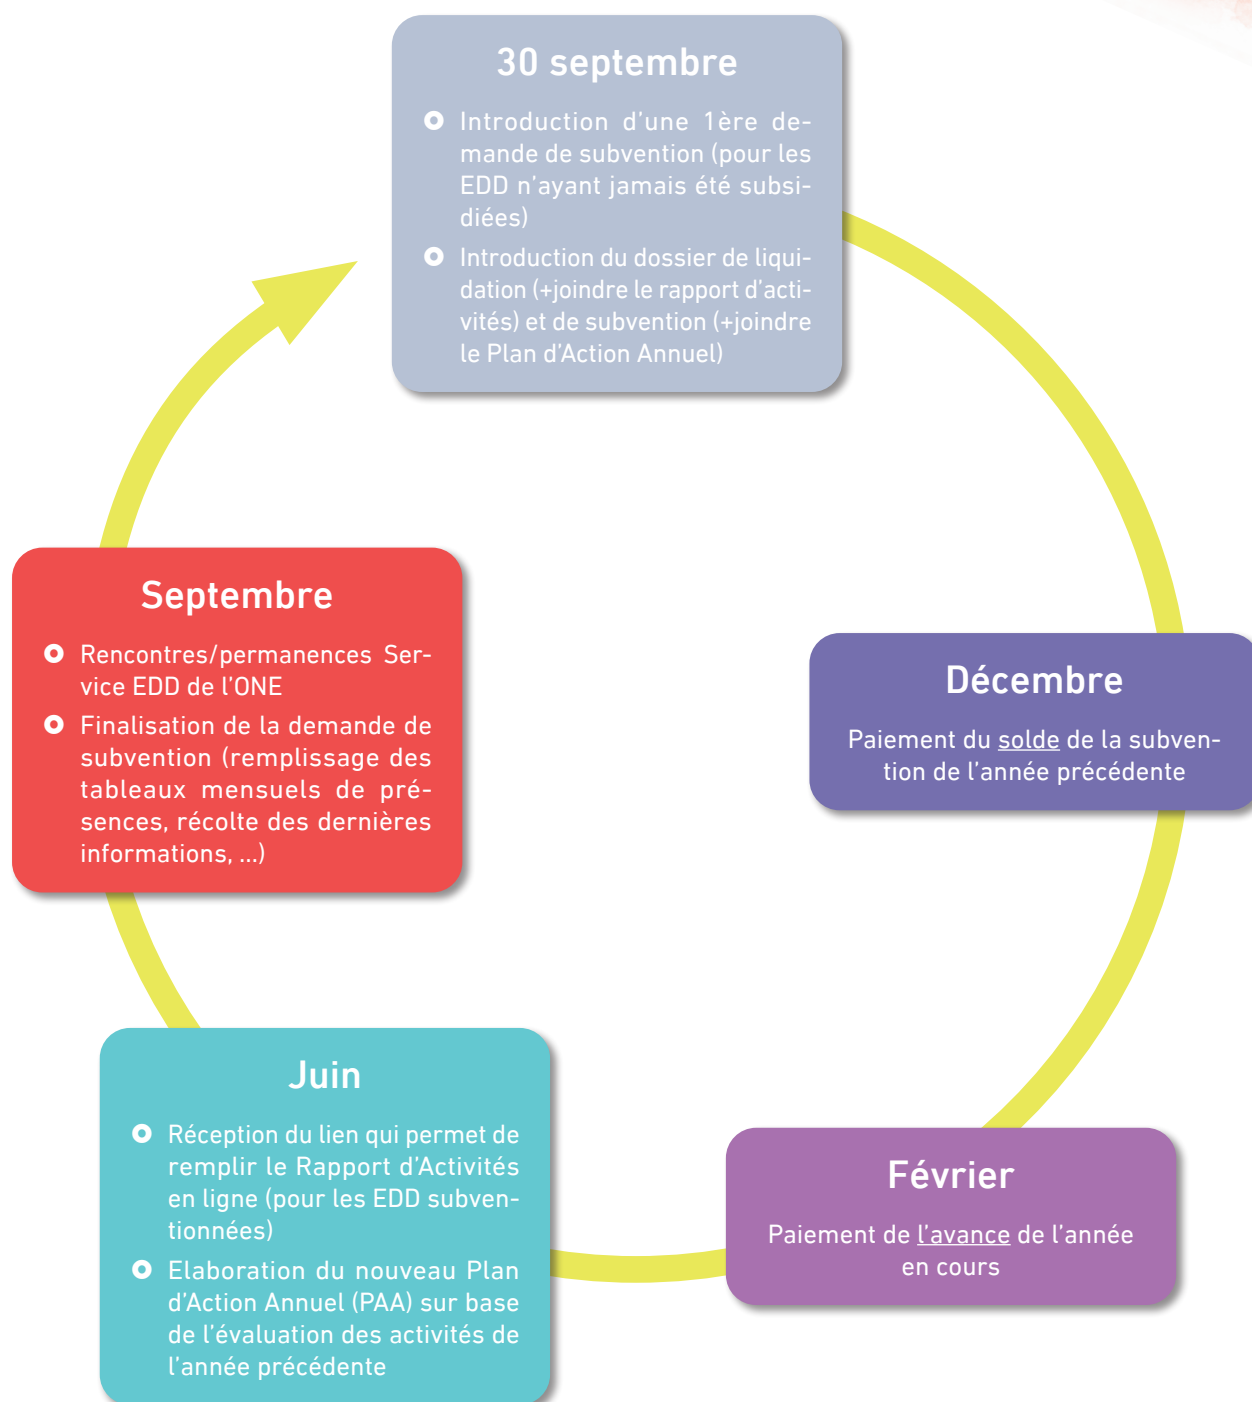 30 septembre
Introduction d'une 1ère de-
mande de subvention (pour les
EDD n'ayant jamais été subsi-
diées)
Introduction du dossier de liqui-
dation (+joindre le rapport d'acti-
vités) et de subvention (+joindre
le Plan d'Action Annuel)
Septembre
Rencontres/permanences Ser-
vice EDD de l'ONE
Finalisation de la demande de
subvention (remplissage des
tableaux mensuels de pré-
sences, récolte des dernières
informations, ...)
Décembre
Paiement du solde de la subven-
tion de l'année précédente
Juin
Réception du lien qui permet de
remplir le Rapport d'Activités
en ligne (pour les EDD subven-
tionnées)
Elaboration du nouveau Plan
d'Action Annuel (PAA) sur base
de l'évaluation des activités de
l'année précédente
Février
Paiement de l'avance de l'année
en cours